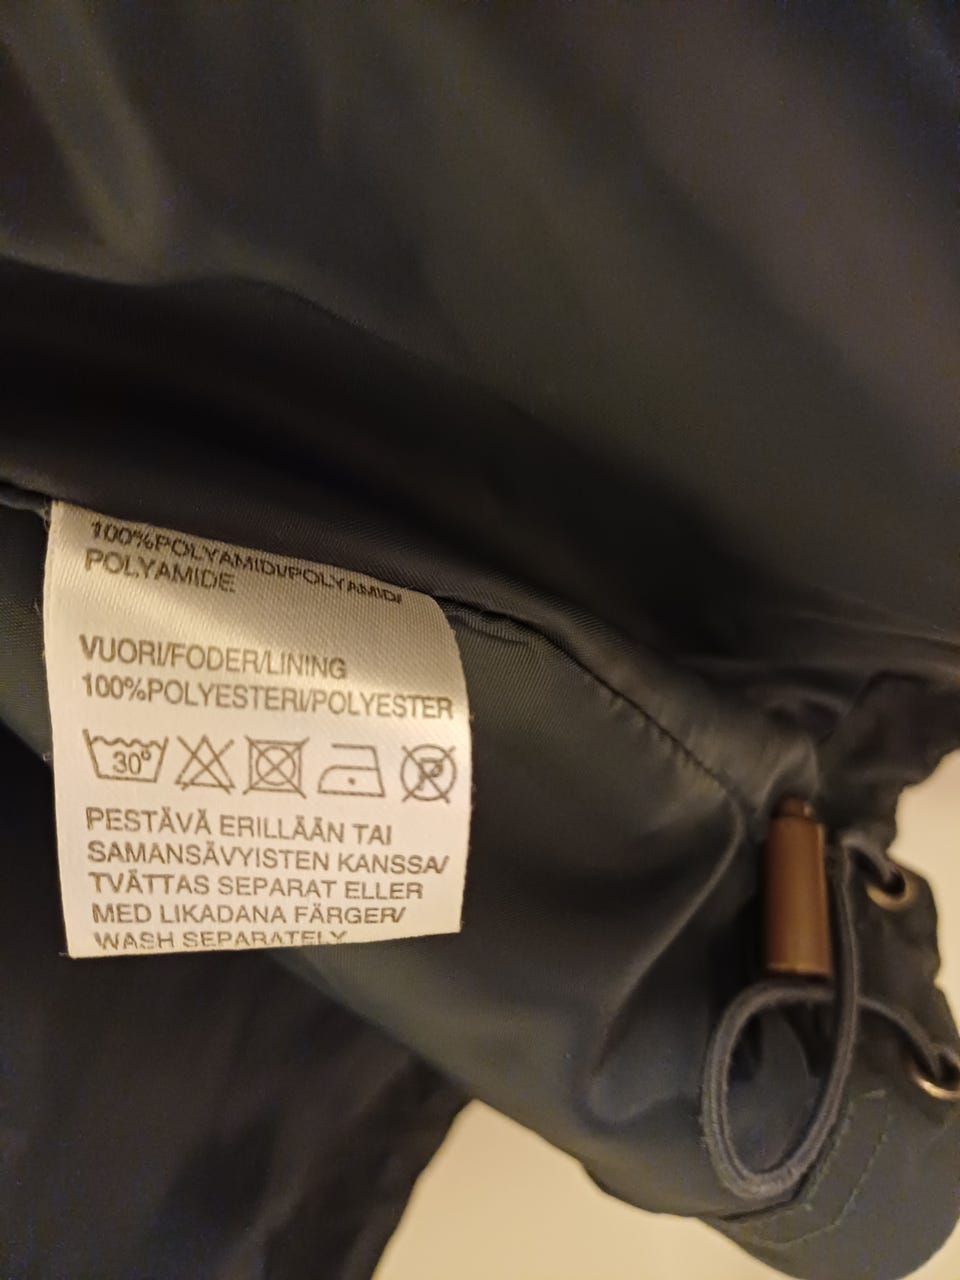 100%POLYAMIDI/POLYAMID/
POLYAMIDE
VUORI/FODER/LINING
100%POLYESTERI/POLYESTER
30° P
PESTÄVÄ ERILLÄÄN TAI
SAMANSÄVYISTEN KANSSA/
TVÄTTAS SEPARAT ELLER
MED LIKADANA FÄRGER/
WASH SEPARATELY